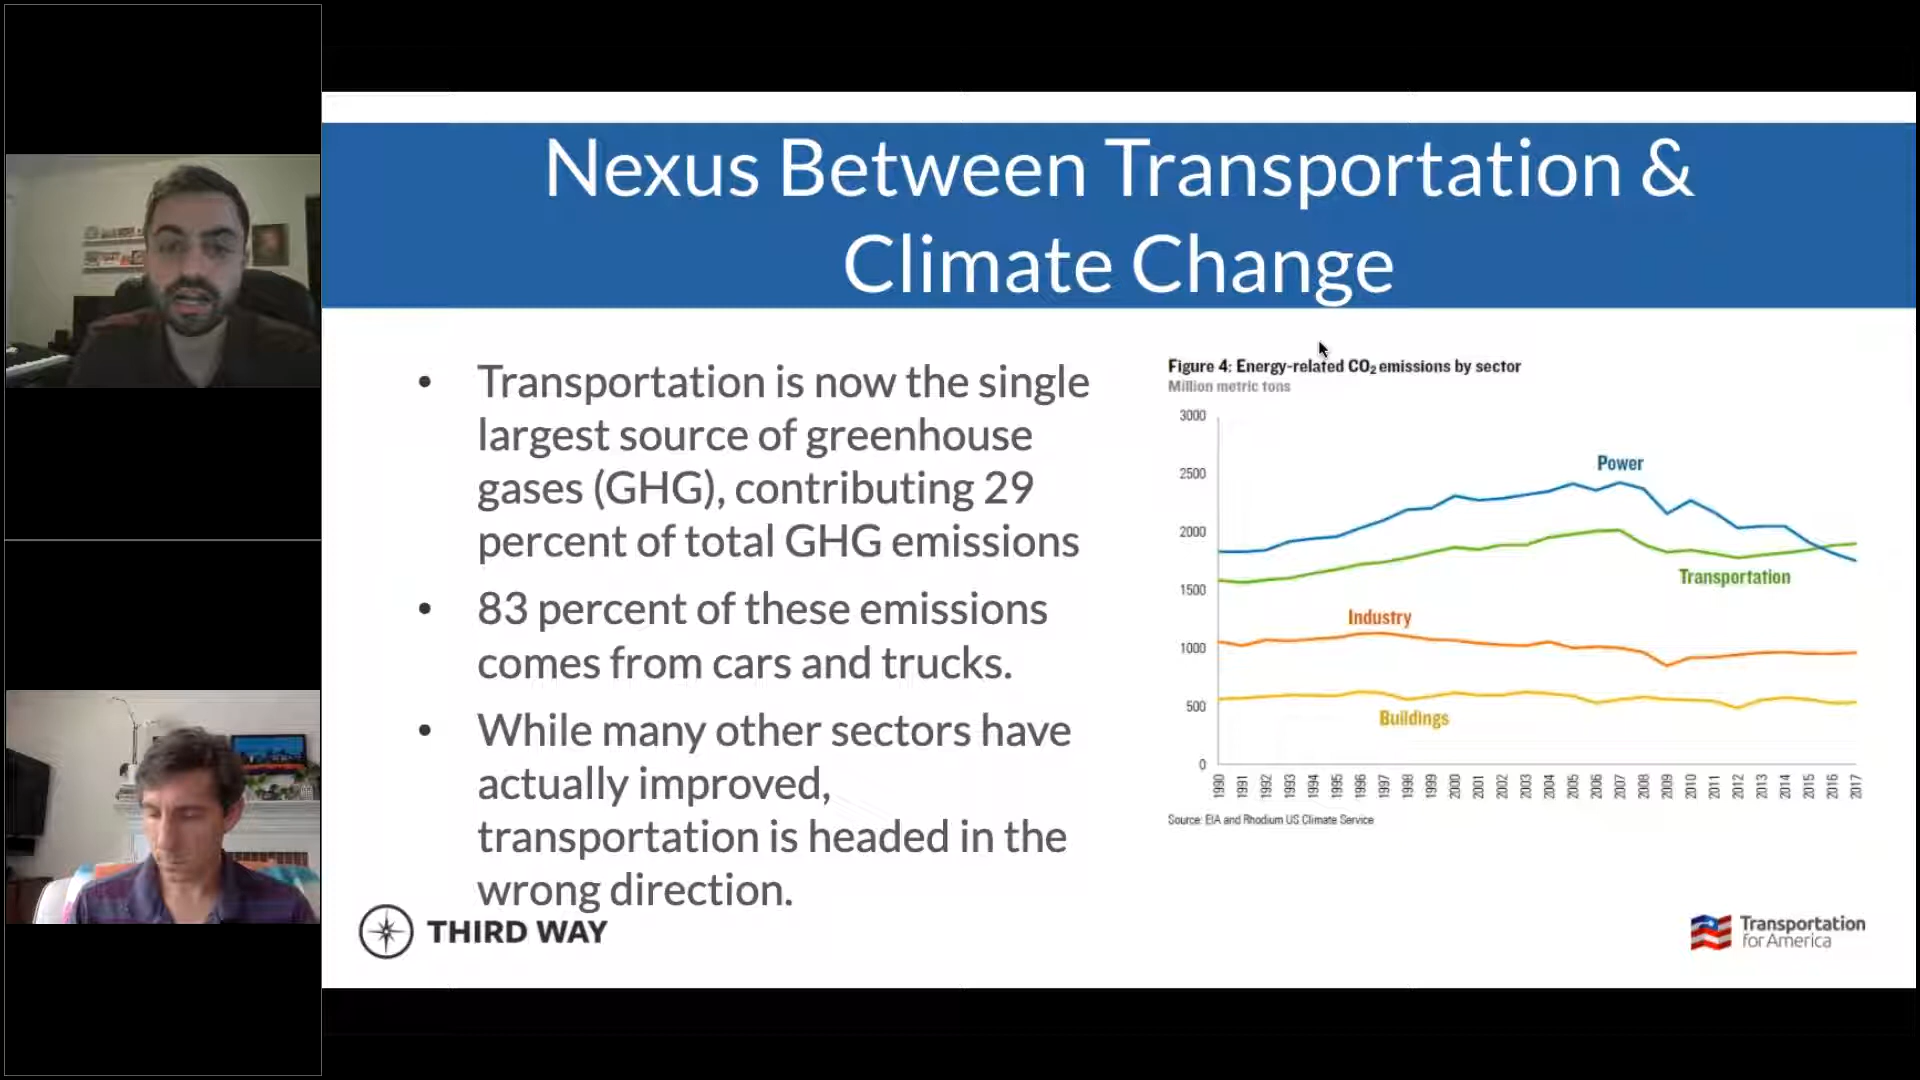 Nexus Between Transportation &
Climate Change
• Transportation is now the single
largest source of greenhouse
gases (GHG), contributing 29
percent of total GHG emissions
• 83 percent of these emissions
comes from cars and trucks.
• While many other sectors have
actually improved,
transportation is headed in the
wrong direction.
Figure 4: Energy-related CO₂ emissions by sector
Million metric tons
3000
2500
2000
1500
1000
500
0
Power
Transportation
Industry
Buildings
1990 1991 1992 1993 1994 1995 1996 1997 1998 1999 2000 2001 2002 2003 2004 2005 2006 2007 2008 2009 2010 2011 2012 2013 2014 2015 2016 2017
Source: EIA and Rhodium US Climate Service
THIRD WAY
Transportation
for America